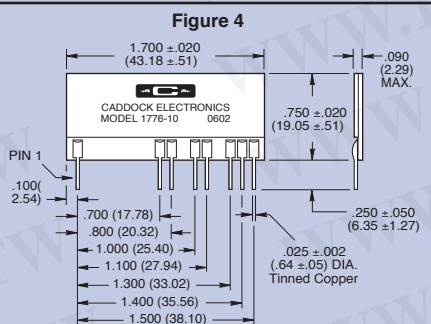 Figure 4
1.700 ±.020
(43.18 ±.51)
.090
(2.29)
MAX.
C
CADDOCK ELECTRONICS
MODEL 1776-10 0602
.750 ±.020
(19.05 ±.51)
PIN 1
.100(
2.54)
.250 ±.050
(6.35 ±1.27)
.700 (17.78)
.800 (20.32)
1.000 (25.40)
1.100 (27.94)
1.300 (33.02)
1.400 (35.56)
1.500 (38.10)
.025 ±.002
(.64 ±.05) DIA.
Tinned Copper